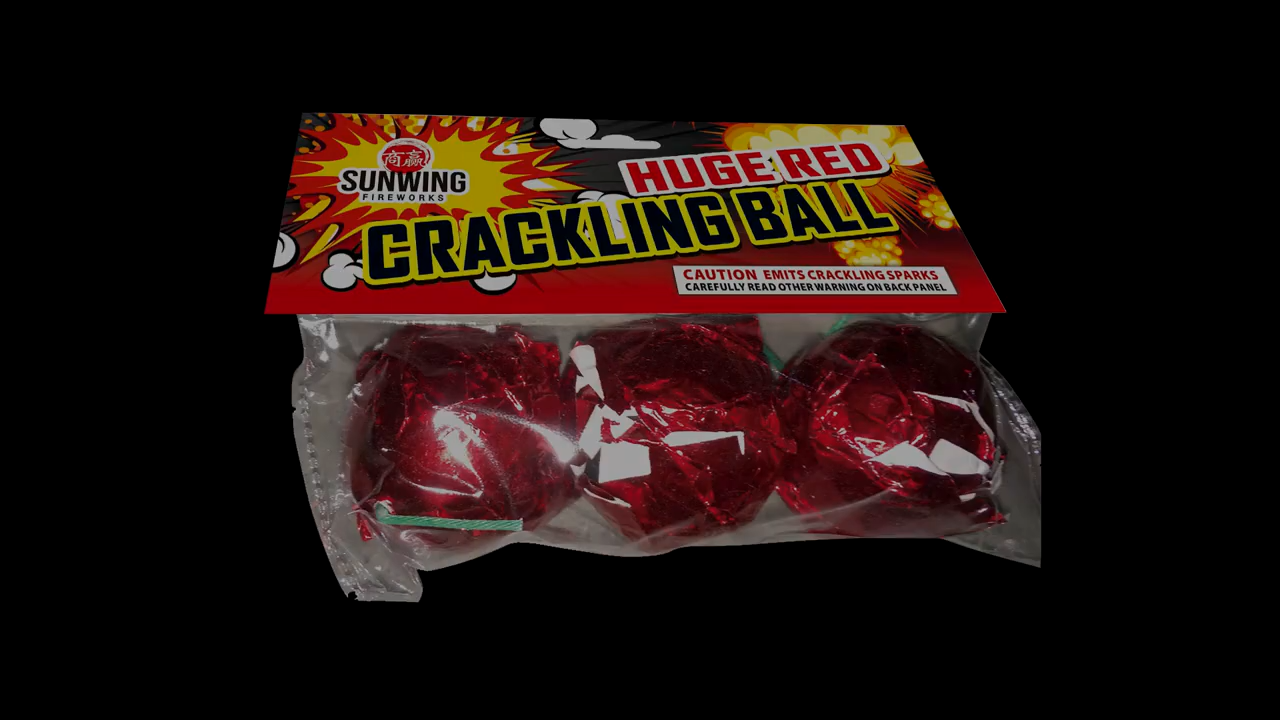 商赢
SUNWING
FIREWORKS
HUGE RED
CRACKLING BALL
CAUTION EMITS CRACKLING SPARKS
CAREFULLY READ OTHER WARNING ON BACK PANEL